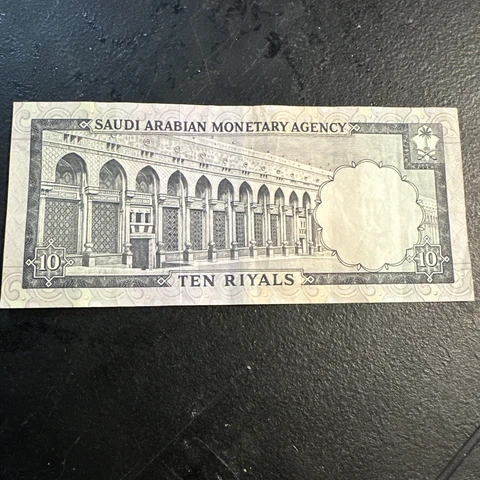 SAUDI ARABIAN MONETARY AGENCY
10
10
TEN RIYALS